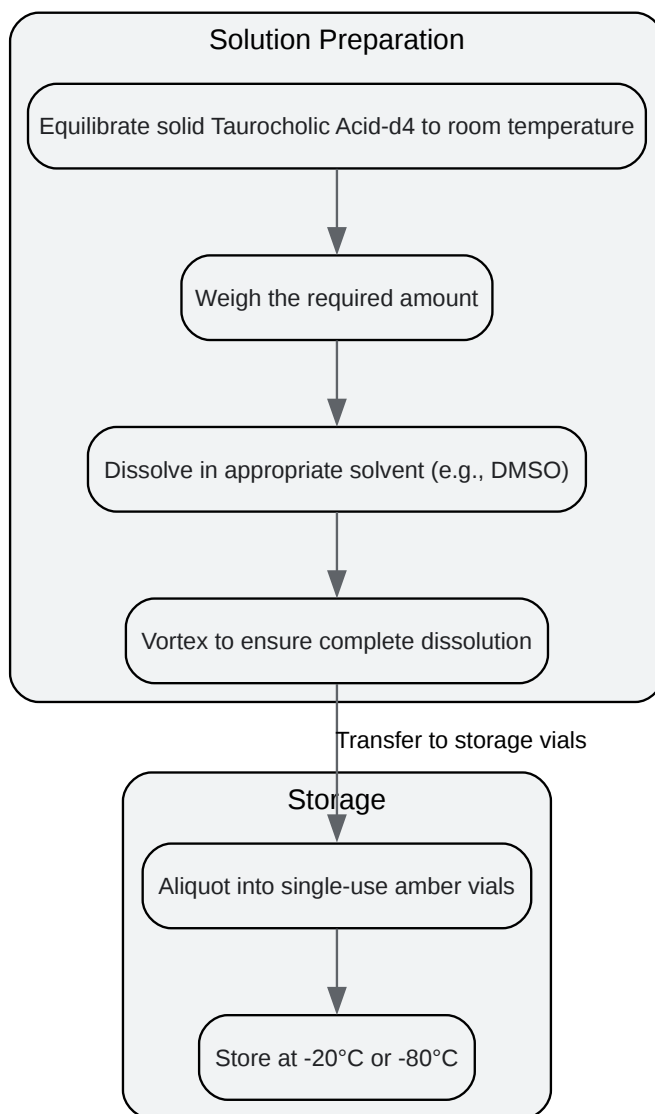 Solution Preparation
Equilibrate solid Taurocholic Acid-d4 to room temperature
Weigh the required amount
Dissolve in appropriate solvent (e.g., DMSO)
Vortex to ensure complete dissolution
Transfer to storage vials
Storage
Aliquot into single-use amber vials
Store at -20°C or -80°C